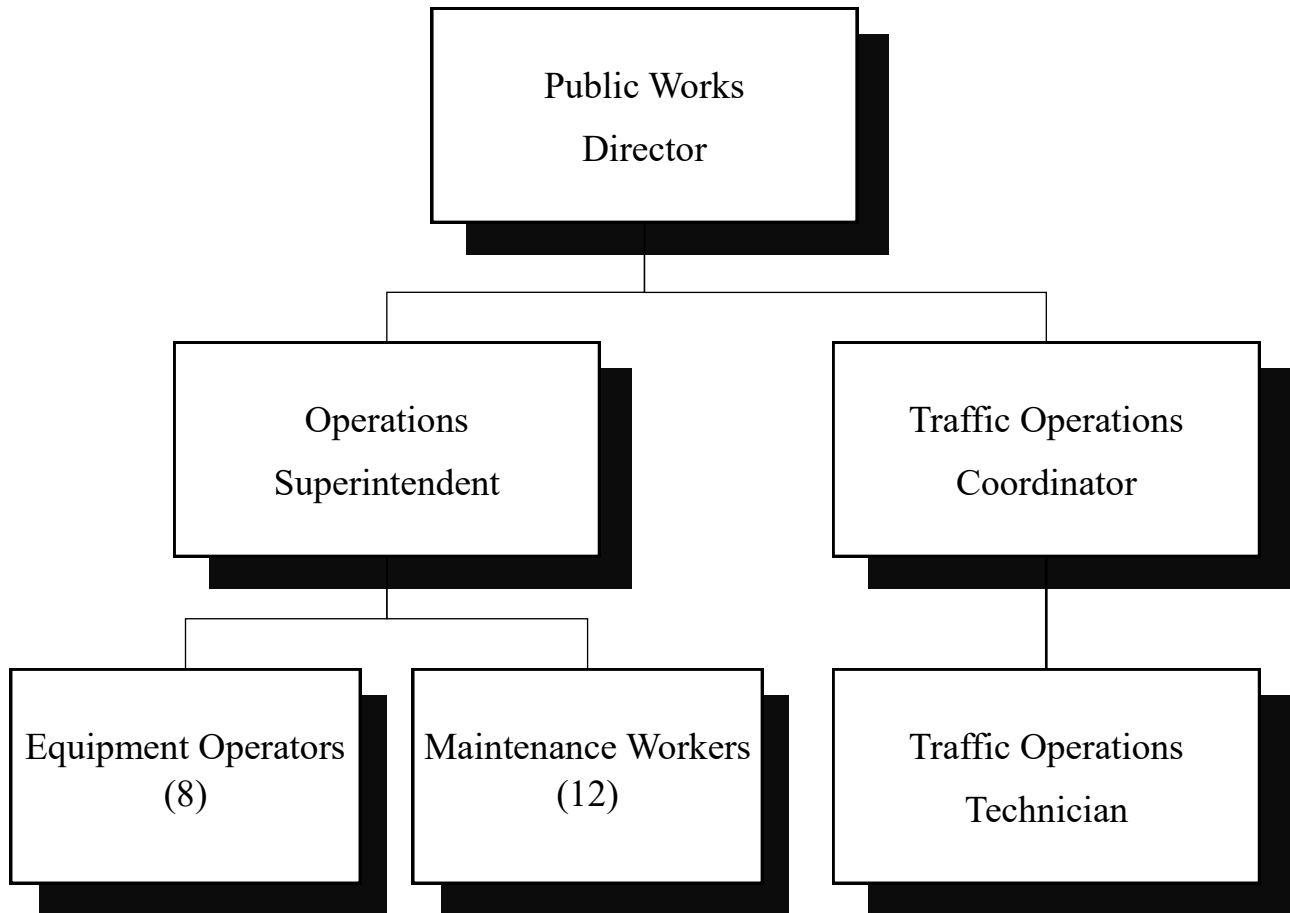 Public Works
Director
Operations
Superintendent
Traffic Operations
Coordinator
Equipment Operators
(8)
Maintenance Workers
(12)
Traffic Operations
Technician